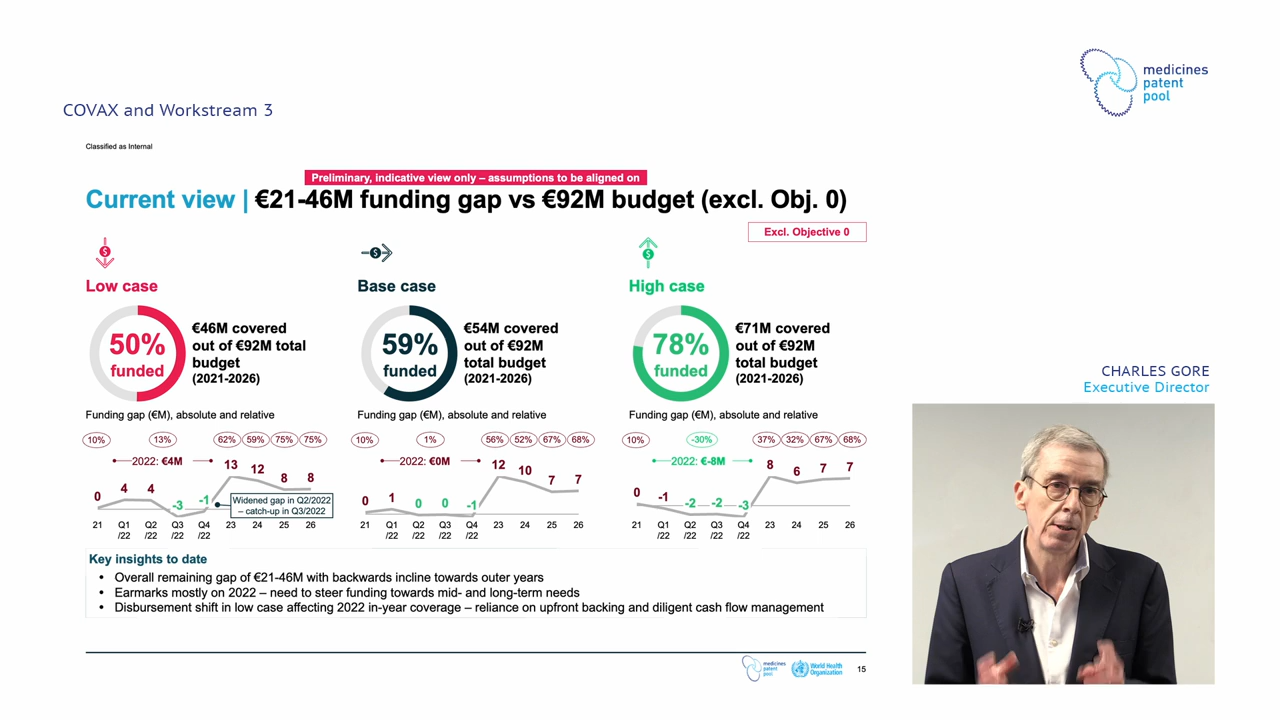 medicines
patent
pool
COVAX and Workstream 3
Classified as Internal
Preliminary, indicative view only – assumptions to be aligned on
Current view | €21-46M funding gap vs €92M budget (excl. Obj. 0)
Excl. Objective 0
Low case
50%
funded
€46M covered
out of €92M total
budget
(2021-2026)
Funding gap (€M), absolute and relative
10% 13% 62% 59% 75% 75%
2022: €4M
0 4 4 -3 -1 13 12 8 8
Widened gap in Q2/2022
– catch-up in Q3/2022
21 Q1 Q2 Q3 Q4 23 24 25 26
/22 /22 /22 /22
Base case
59%
funded
€54M covered
out of €92M
total budget
(2021-2026)
Funding gap (€M), absolute and relative
10% 1% 56% 52% 67% 68%
2022: €0M
0 1 0 0 -1 12 10 7 7
21 Q1 Q2 Q3 Q4 23 24 25 26
/22 /22 /22 /22
High case
78%
funded
€71M covered
out of €92M
total budget
(2021-2026)
Funding gap (€M), absolute and relative
10% -30% 37% 32% 67% 68%
2022: €-8M
0 -1 -2 -2 -3 8 6 7 7
21 Q1 Q2 Q3 Q4 23 24 25 26
/22 /22 /22 /22
Key insights to date
• Overall remaining gap of €21-46M with backwards incline towards outer years
• Earmarks mostly on 2022 – need to steer funding towards mid- and long-term needs
• Disbursement shift in low case affecting 2022 in-year coverage – reliance on upfront backing and diligent cash flow management
medicines
patent
pool
World Health
Organization
15
CHARLES GORE
Executive Director